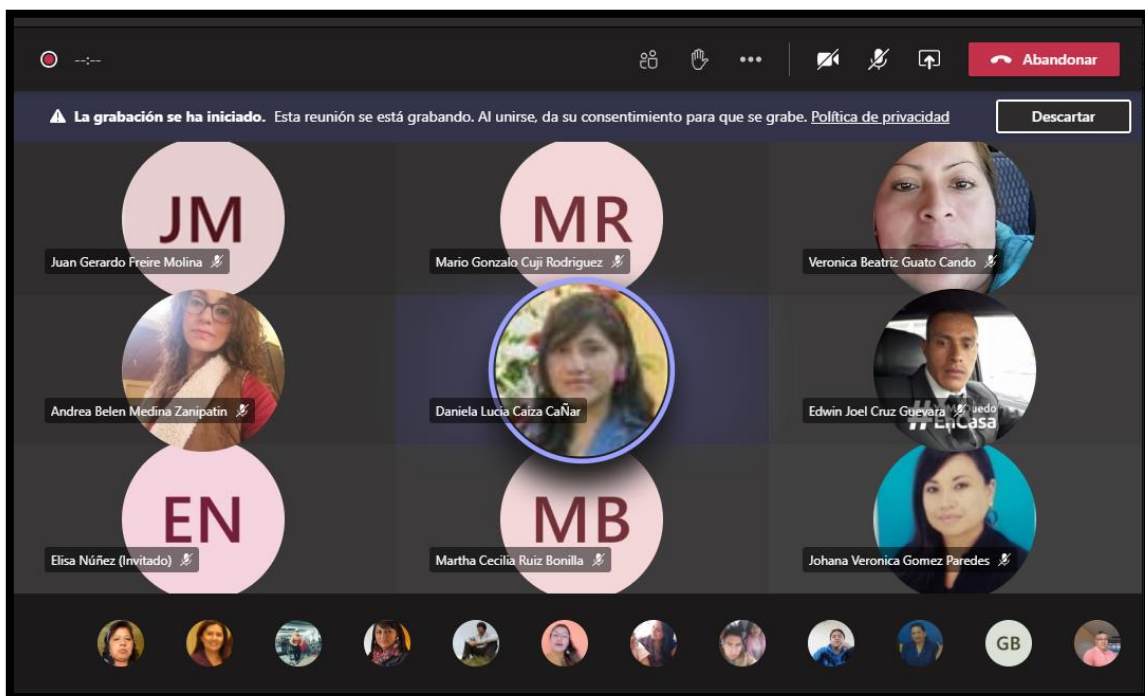 --:--
Abandonar
La grabación se ha iniciado. Esta reunión se está grabando. Al unirse, da su consentimiento para que se grabe. Política de privacidad
Descartar
JM
Juan Gerardo Freire Molina
MR
Mario Gonzalo Cuji Rodriguez
Veronica Beatriz Guato Cando
Andrea Belen Medina Zanipatin
Daniela Lucia Caiza CaÑar
Edwin Joel Cruz Guevara
EnCasa
EN
Elisa Núñez (Invitado)
MB
Martha Cecilia Ruiz Bonilla
Johana Veronica Gomez Paredes
GB